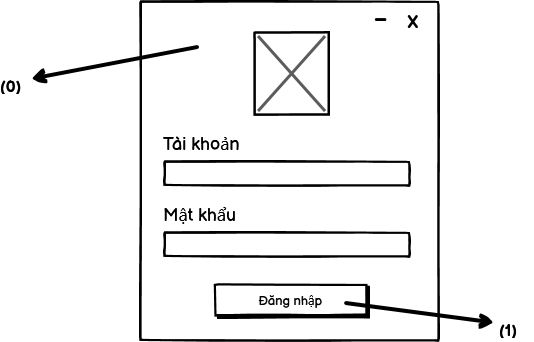 – X
(0)
Tài khoản
Mật khẩu
Đăng nhập
(1)